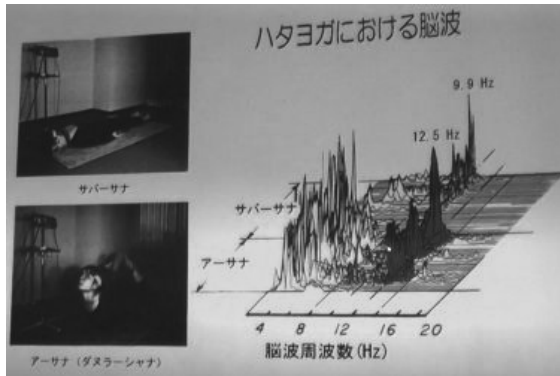 ハタヨガにおける脳波
9.9 Hz
12.5 Hz
サバーサナ
サバーサナ
アーサナ
4 8 12 16 20
脳波周波数(Hz)
アーサナ (ダヌラーシャナ)